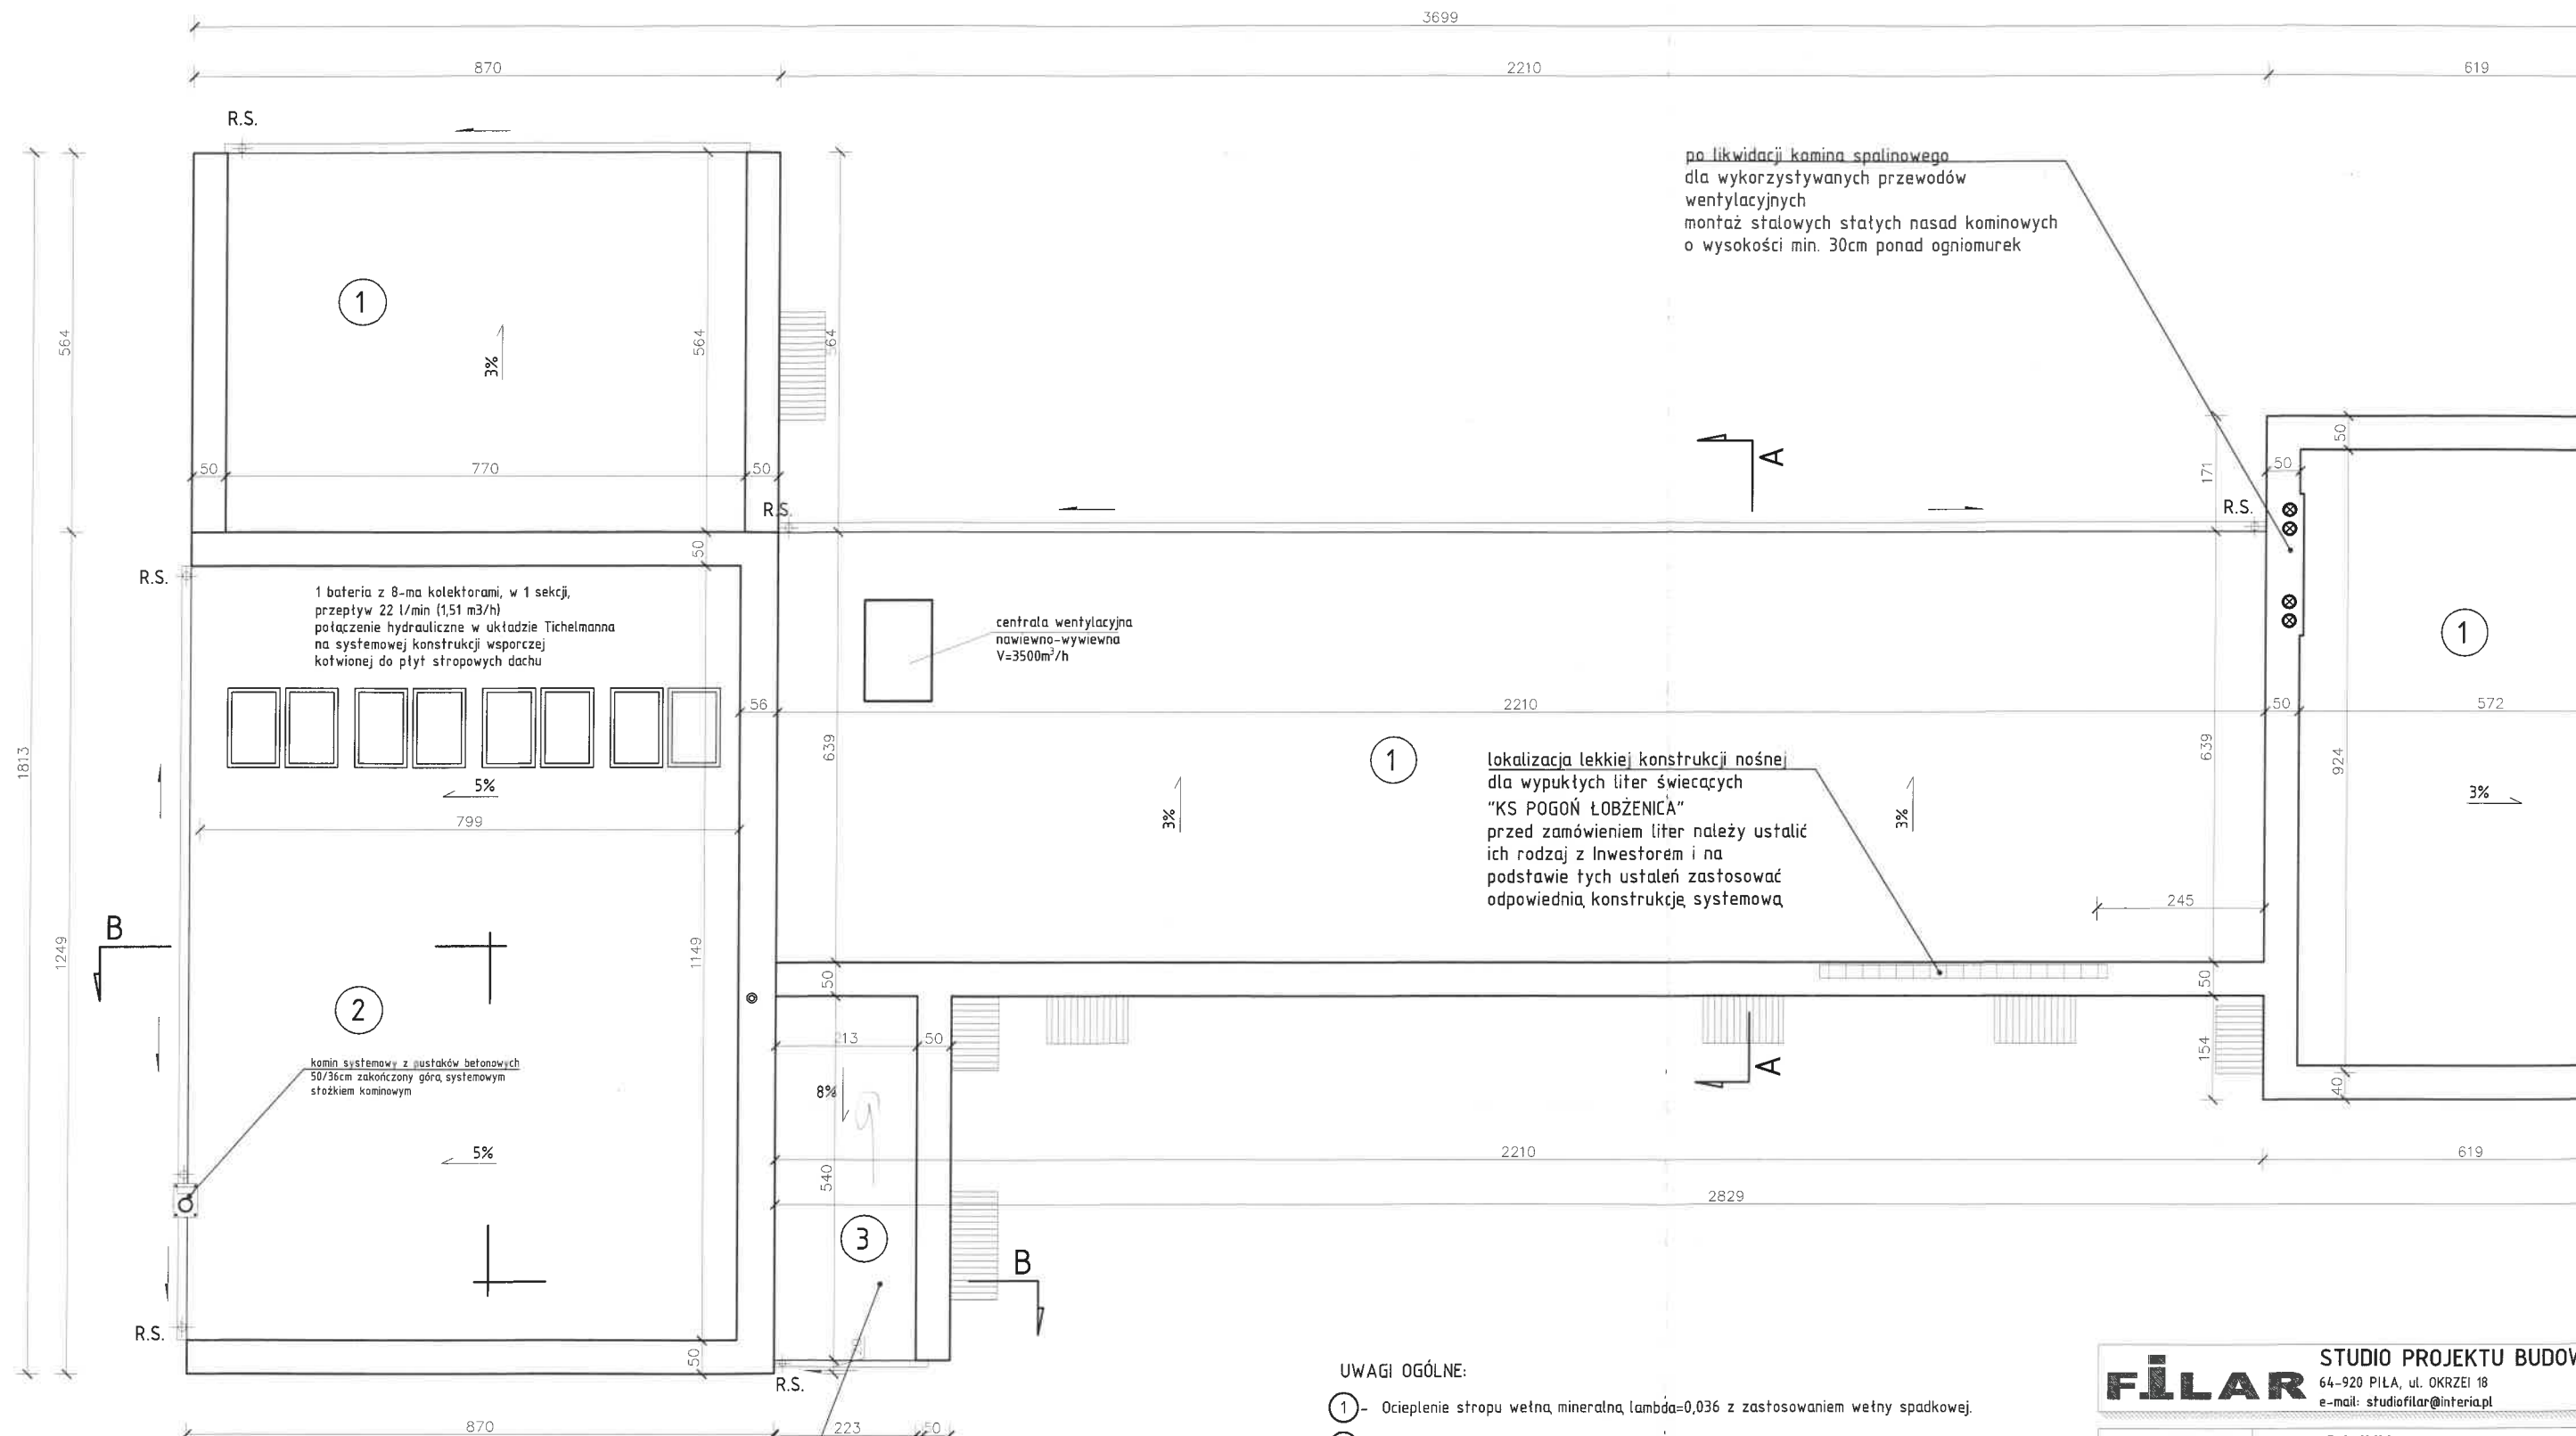 3699
870
2210
619
R.S.
po likwidacji komina spalinowego
dla wykorzystywanych przewodów
wentylacyjnych
montaż stalowych stałych nasad kominowych
o wysokości min. 30cm ponad ogniomurek
1
3%
564
564
564
50
770
50
R.S.
A
171
R.S.
50
50
R.S.
50
1 bateria z 8-ma kolektorami, w 1 sekcji,
przepływ 22 l/min (1,51 m3/h)
połączenie hydrauliczne w układzie Tichelmanna
na systemowej konstrukcji wsporczej
kotwionej do płyt stropowych dachu
centrala wentylacyjna
nawiewno-wywiewna
V=3500m³/h
1
56
2210
50
572
1813
639
1
lokalizacja lekkiej konstrukcji nośnej
dla wypukłych liter świecących
"KS POGOŃ ŁOBŻENICA"
przed zamówieniem liter należy ustalić
ich rodzaj z Inwestorem i na
podstawie tych ustaleń zastosować
odpowiednią konstrukcję systemową
639
924
5%
3%
3%
3%
799
245
B
1249
1149
50
50
2
213
50
154
A
40
komin systemowy z pustaków betonowych
50/36cm zakończony górą systemowym
stożkiem kominowym
8%
9
5%
540
2210
619
2829
3
B
R.S.
50
R.S.
870
223
50
UWAGI OGÓLNE:
1 - Ocieplenie stropu wełną mineralną lambda=0,036 z zastosowaniem wełny spadkowej.
FILAR
STUDIO PROJEKTU BUDOW
64-920 PIŁA, ul. OKRZEI 18
e-mail: studiofilar@interia.pl